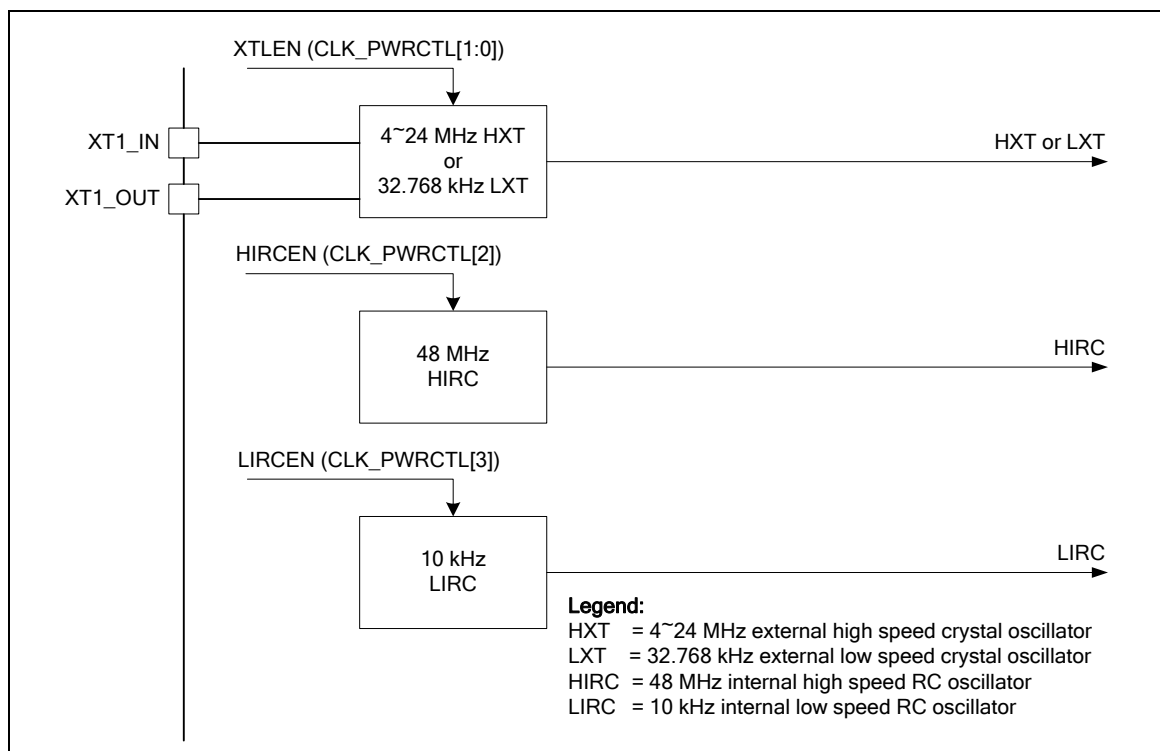 XTLEN (CLK_PWRCTL[1:0])
XT1_IN
XT1_OUT
4~24 MHz HXT
or
32.768 kHz LXT
HXT or LXT
HIRCEN (CLK_PWRCTL[2])
48 MHz
HIRC
HIRC
LIRCEN (CLK_PWRCTL[3])
10 kHz
LIRC
LIRC
Legend:
HXT = 4~24 MHz external high speed crystal oscillator
LXT = 32.768 kHz external low speed crystal oscillator
HIRC = 48 MHz internal high speed RC oscillator
LIRC = 10 kHz internal low speed RC oscillator